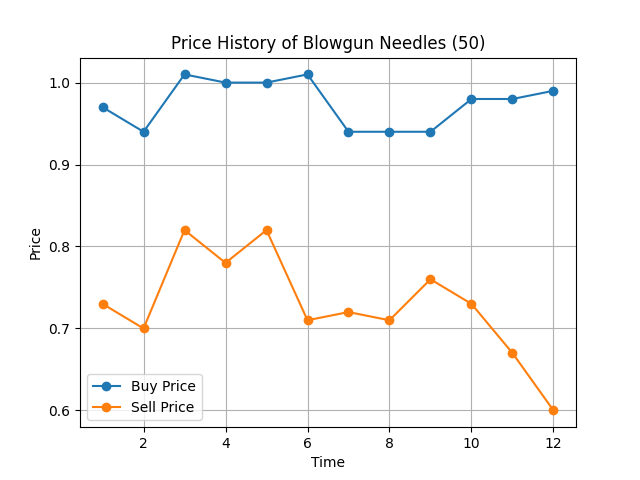 Price History of Blowgun Needles (50)
1.0
0.9
0.8
0.7
0.6
Price
Buy Price
Sell Price
2 4 6 8 10 12
Time